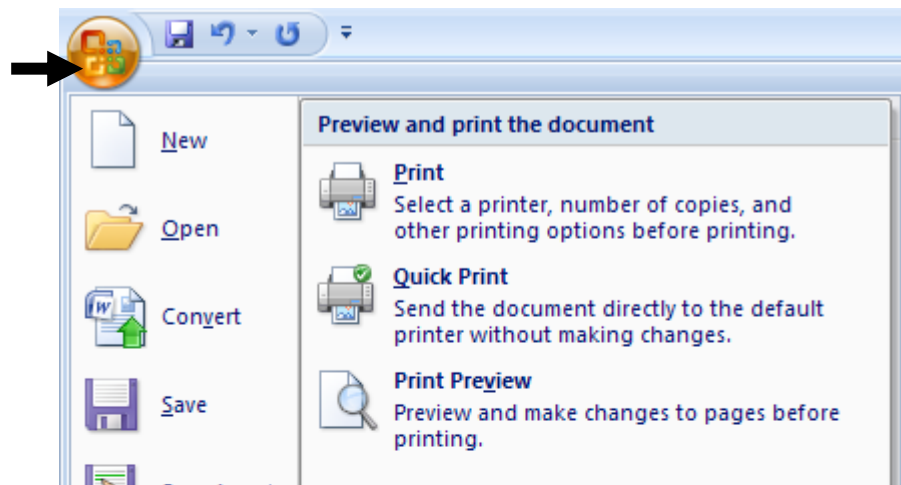 New
Open
Convert
Save
Preview and print the document
Print
Select a printer, number of copies, and
other printing options before printing.
Quick Print
Send the document directly to the default
printer without making changes.
Print Preview
Preview and make changes to pages before
printing.